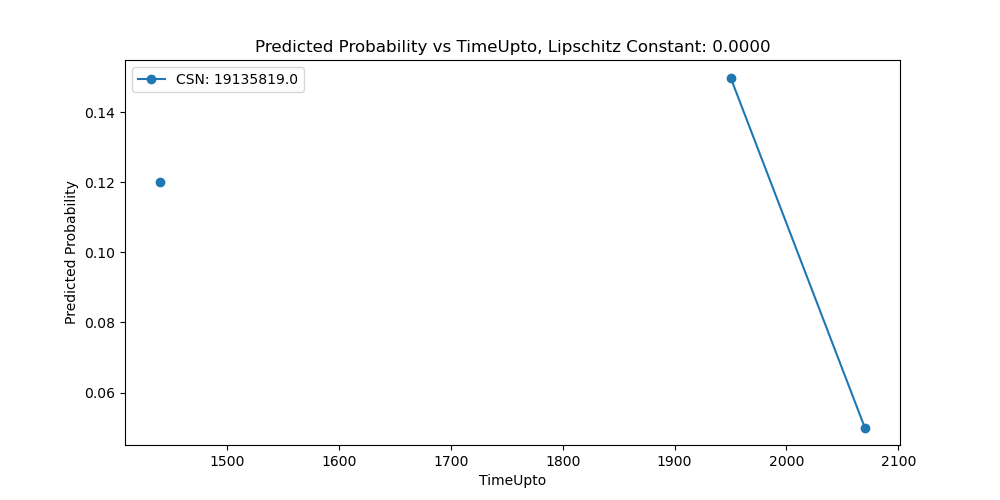 Predicted Probability vs TimeUpto, Lipschitz Constant: 0.0000
CSN: 19135819.0
0.14
0.12
0.10
0.08
0.06
Predicted Probability
1500 1600 1700 1800 1900 2000 2100
TimeUpto